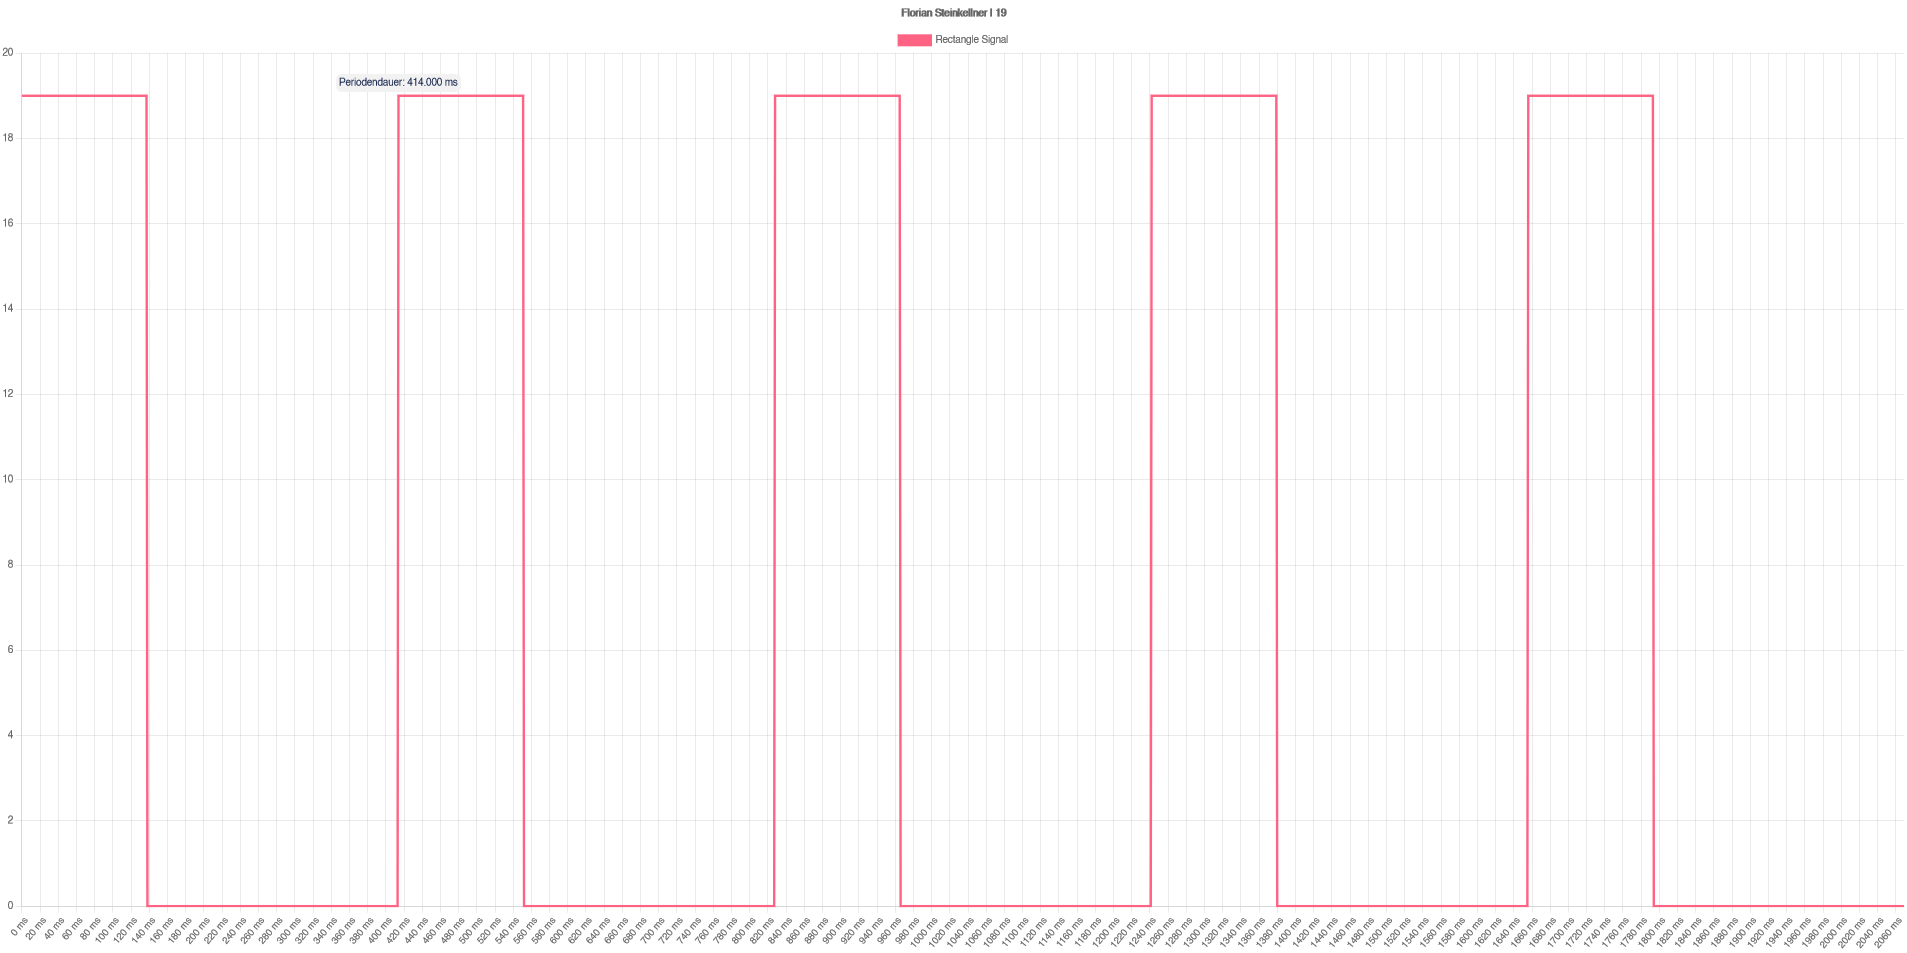 Florian Steinkellner | 19
Rectangle Signal
Periodendauer: 414.000 ms
20
18
16
14
12
10
8
6
4
2
0
0 ms
20 ms
40 ms
60 ms
80 ms
100 ms
120 ms
140 ms
160 ms
180 ms
200 ms
220 ms
240 ms
260 ms
280 ms
300 ms
320 ms
340 ms
360 ms
380 ms
400 ms
420 ms
440 ms
460 ms
480 ms
500 ms
520 ms
540 ms
560 ms
580 ms
600 ms
620 ms
640 ms
660 ms
680 ms
700 ms
720 ms
740 ms
760 ms
780 ms
800 ms
820 ms
840 ms
860 ms
880 ms
900 ms
920 ms
940 ms
960 ms
980 ms
1000 ms
1020 ms
1040 ms
1060 ms
1080 ms
1100 ms
1120 ms
1140 ms
1160 ms
1180 ms
1200 ms
1220 ms
1240 ms
1260 ms
1280 ms
1300 ms
1320 ms
1340 ms
1360 ms
1380 ms
1400 ms
1420 ms
1440 ms
1460 ms
1480 ms
1500 ms
1520 ms
1540 ms
1560 ms
1580 ms
1600 ms
1620 ms
1640 ms
1660 ms
1680 ms
1700 ms
1720 ms
1740 ms
1760 ms
1780 ms
1800 ms
1820 ms
1840 ms
1860 ms
1880 ms
1900 ms
1920 ms
1940 ms
1960 ms
1980 ms
2000 ms
2020 ms
2040 ms
2060 ms